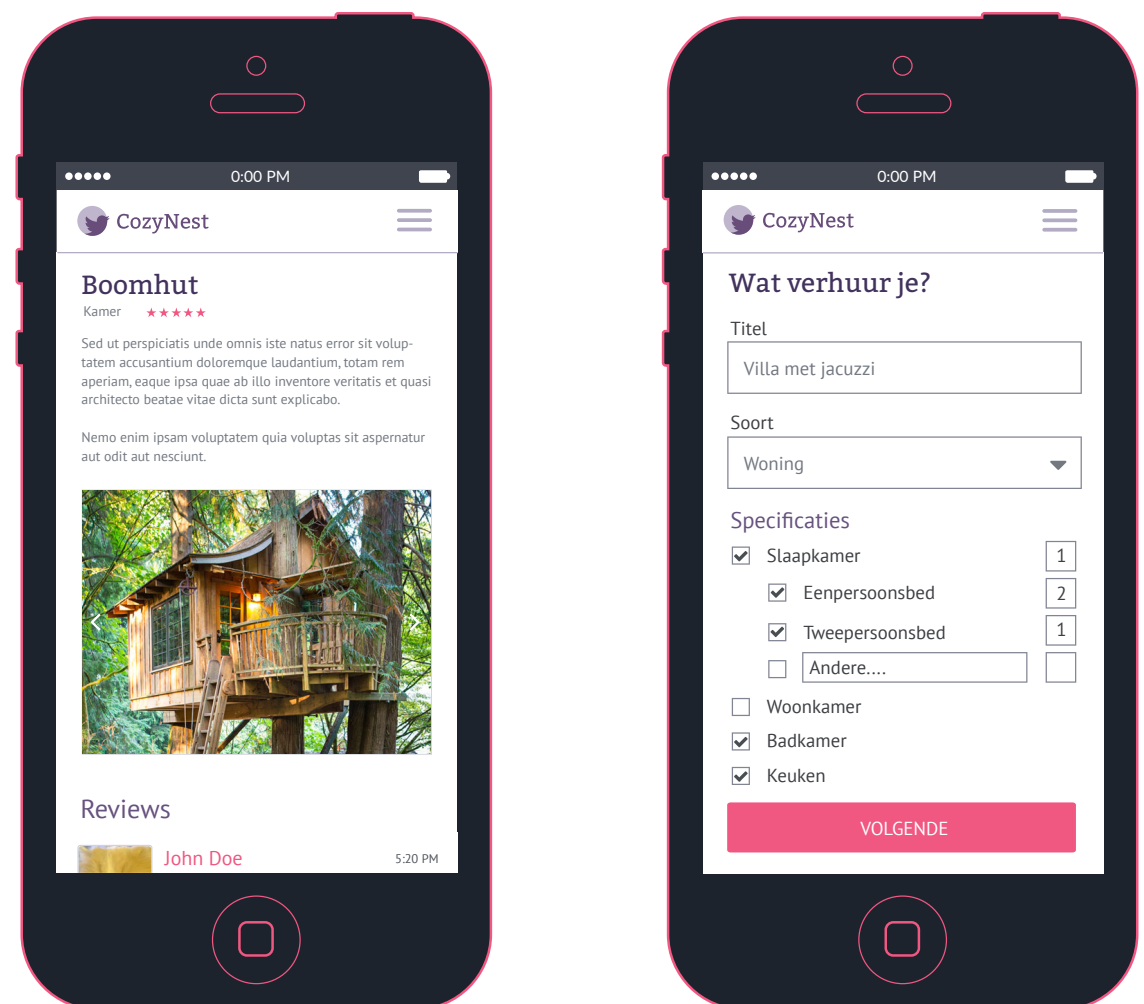 0:00 PM
CozyNest
Boomhut
Kamer ★★★★★
Sed ut perspiciatis unde omnis iste natus error sit volup-
tatem accusantium doloremque laudantium, totam rem
aperiam, eaque ipsa quae ab illo inventore veritatis et quasi
architecto beatae vitae dicta sunt explicabo.
Nemo enim ipsam voluptatem quia voluptas sit aspernatur
aut odit aut nesciunt.
Reviews
John Doe 5:20 PM
0:00 PM
CozyNest
Wat verhuur je?
Titel
Villa met jacuzzi
Soort
Woning
Specificaties
Slaapkamer 1
Eenpersoonsbed 2
Tweepersoonsbed 1
Andere....
Woonkamer
Badkamer
Keuken
VOLGENDE